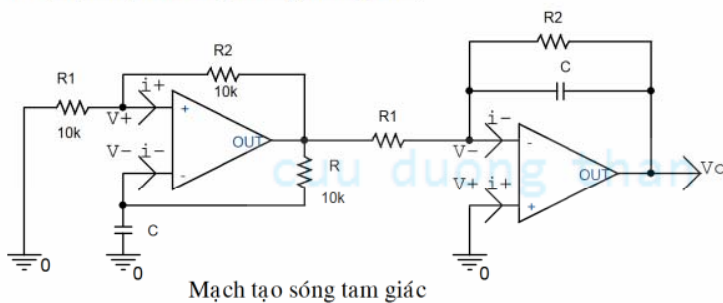 R2
R1 R2 C
i+ 10k
10k + R1 i-
V+ OUT -
V- i- V-
- R V+ i+ OUT Vo
10k +
C
0 0 0
cuu duong than
Mạch tạo sóng tam giác